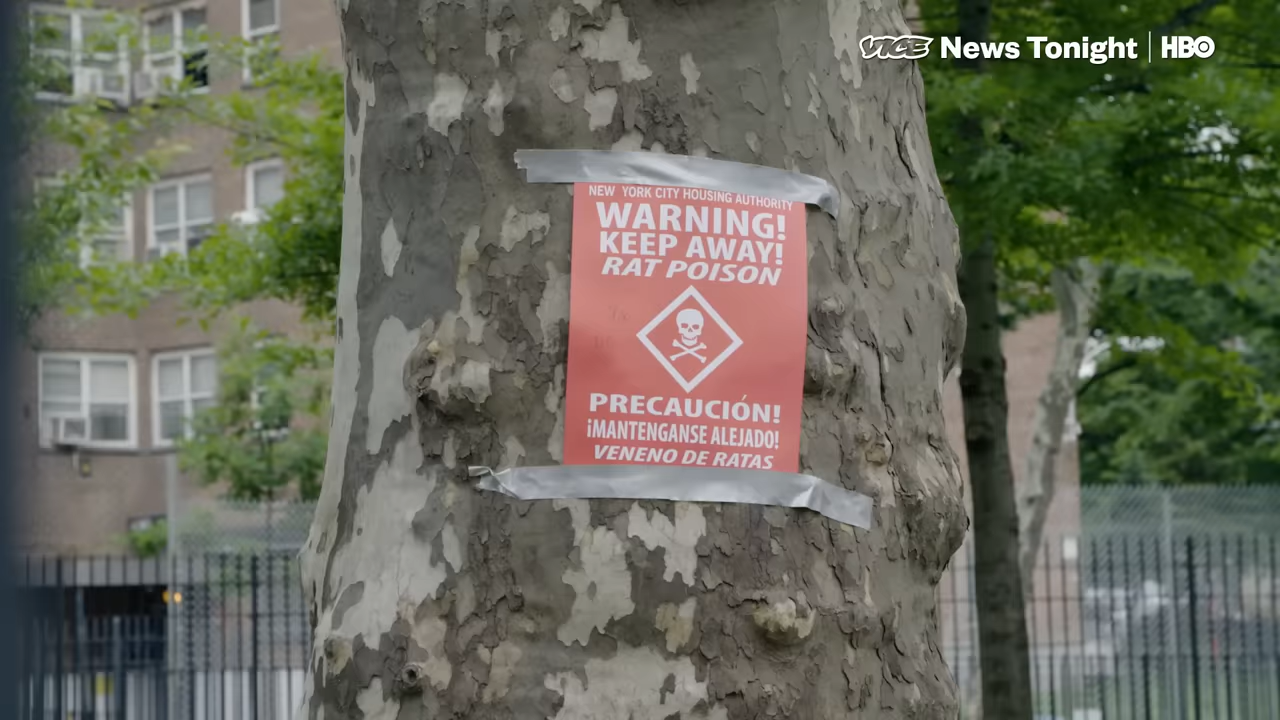 VICE News Tonight | HBO
NEW YORK CITY HOUSING AUTHORITY
WARNING!
KEEP AWAY!
RAT POISON
PRECAUCIÓN!
¡MANTENGANSE ALEJADO!
VENENO DE RATAS